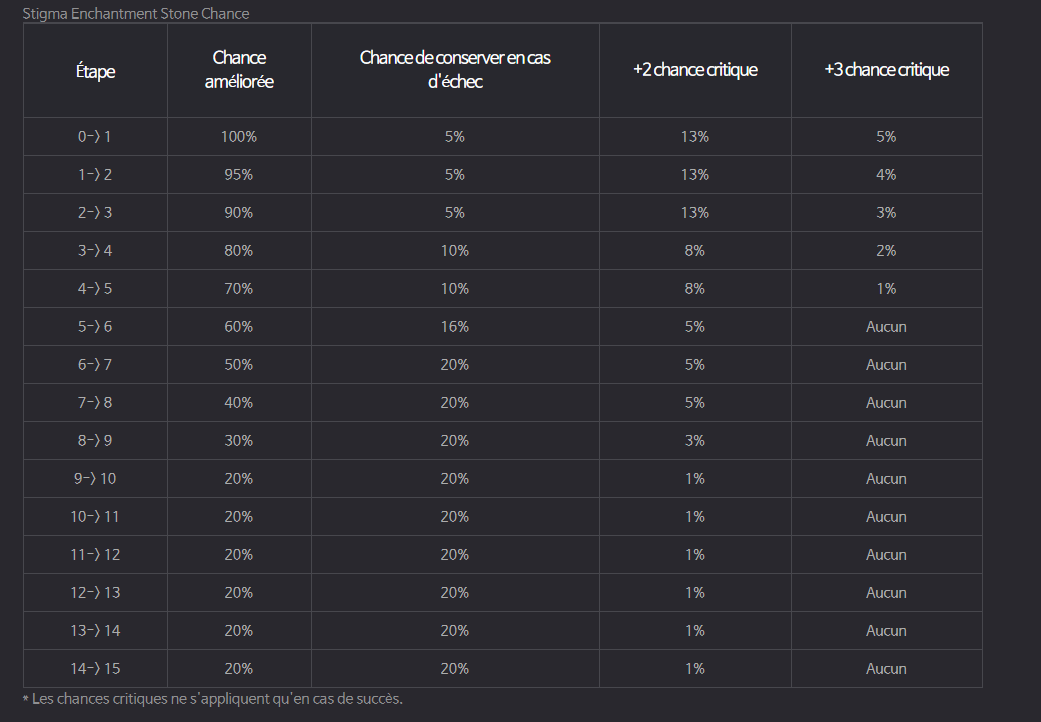 Stigma Enchantment Stone Chance
Étape Chance améliorée Chance de conserver en cas d'échec +2 chance critique +3 chance critique
0-> 1 100% 5% 13% 5%
1-> 2 95% 5% 13% 4%
2-> 3 90% 5% 13% 3%
3-> 4 80% 10% 8% 2%
4-> 5 70% 10% 8% 1%
5-> 6 60% 16% 5% Aucun
6-> 7 50% 20% 5% Aucun
7-> 8 40% 20% 5% Aucun
8-> 9 30% 20% 3% Aucun
9-> 10 20% 20% 1% Aucun
10-> 11 20% 20% 1% Aucun
11-> 12 20% 20% 1% Aucun
12-> 13 20% 20% 1% Aucun
13-> 14 20% 20% 1% Aucun
14-> 15 20% 20% 1% Aucun
* Les chances critiques ne s'appliquent qu'en cas de succès.